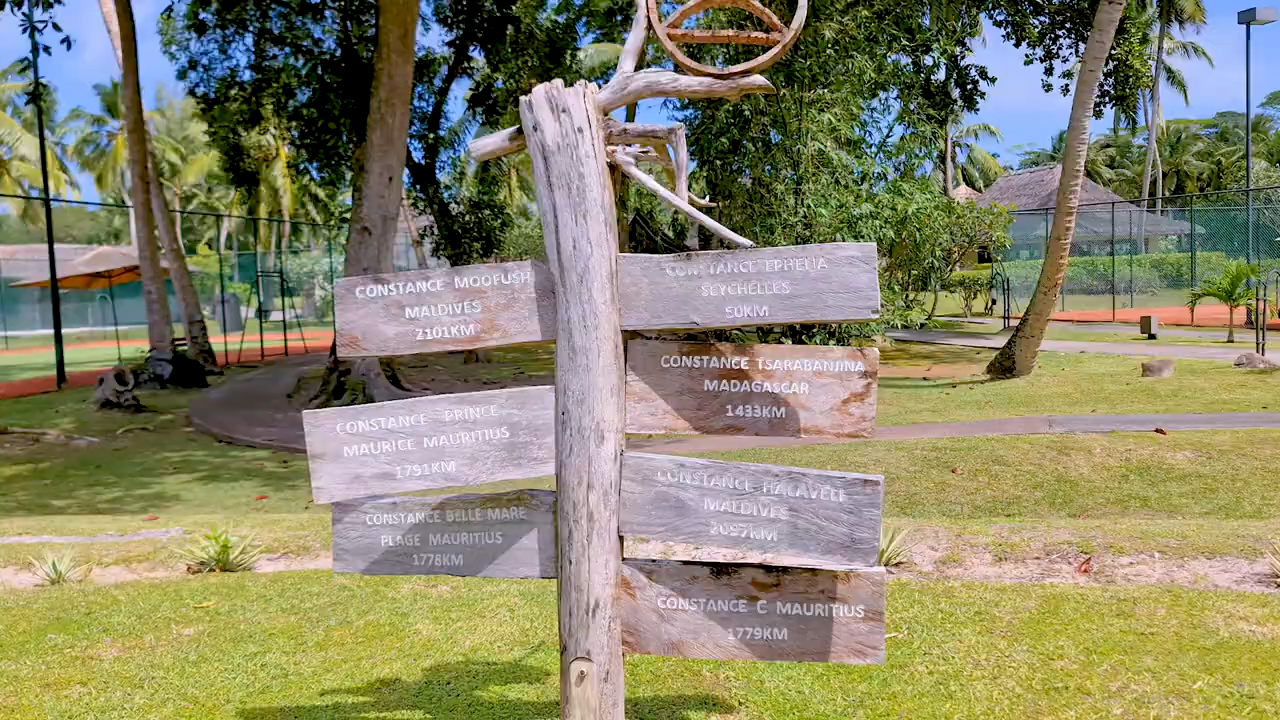 CONSTANCE MOOFUSH
MALDIVES
2101KM
CONSTANCE EPHELIA
SEYCHELLES
50KM
CONSTANCE TSARABANJINA
MADAGASCAR
1433KM
CONSTANCE PRINCE
MAURICE MAURITIUS
1791KM
CONSTANCE HALAVELI
MALDIVES
2097KM
CONSTANCE BELLE MARE
PLAGE MAURITIUS
1778KM
CONSTANCE C MAURITIUS
1779KM